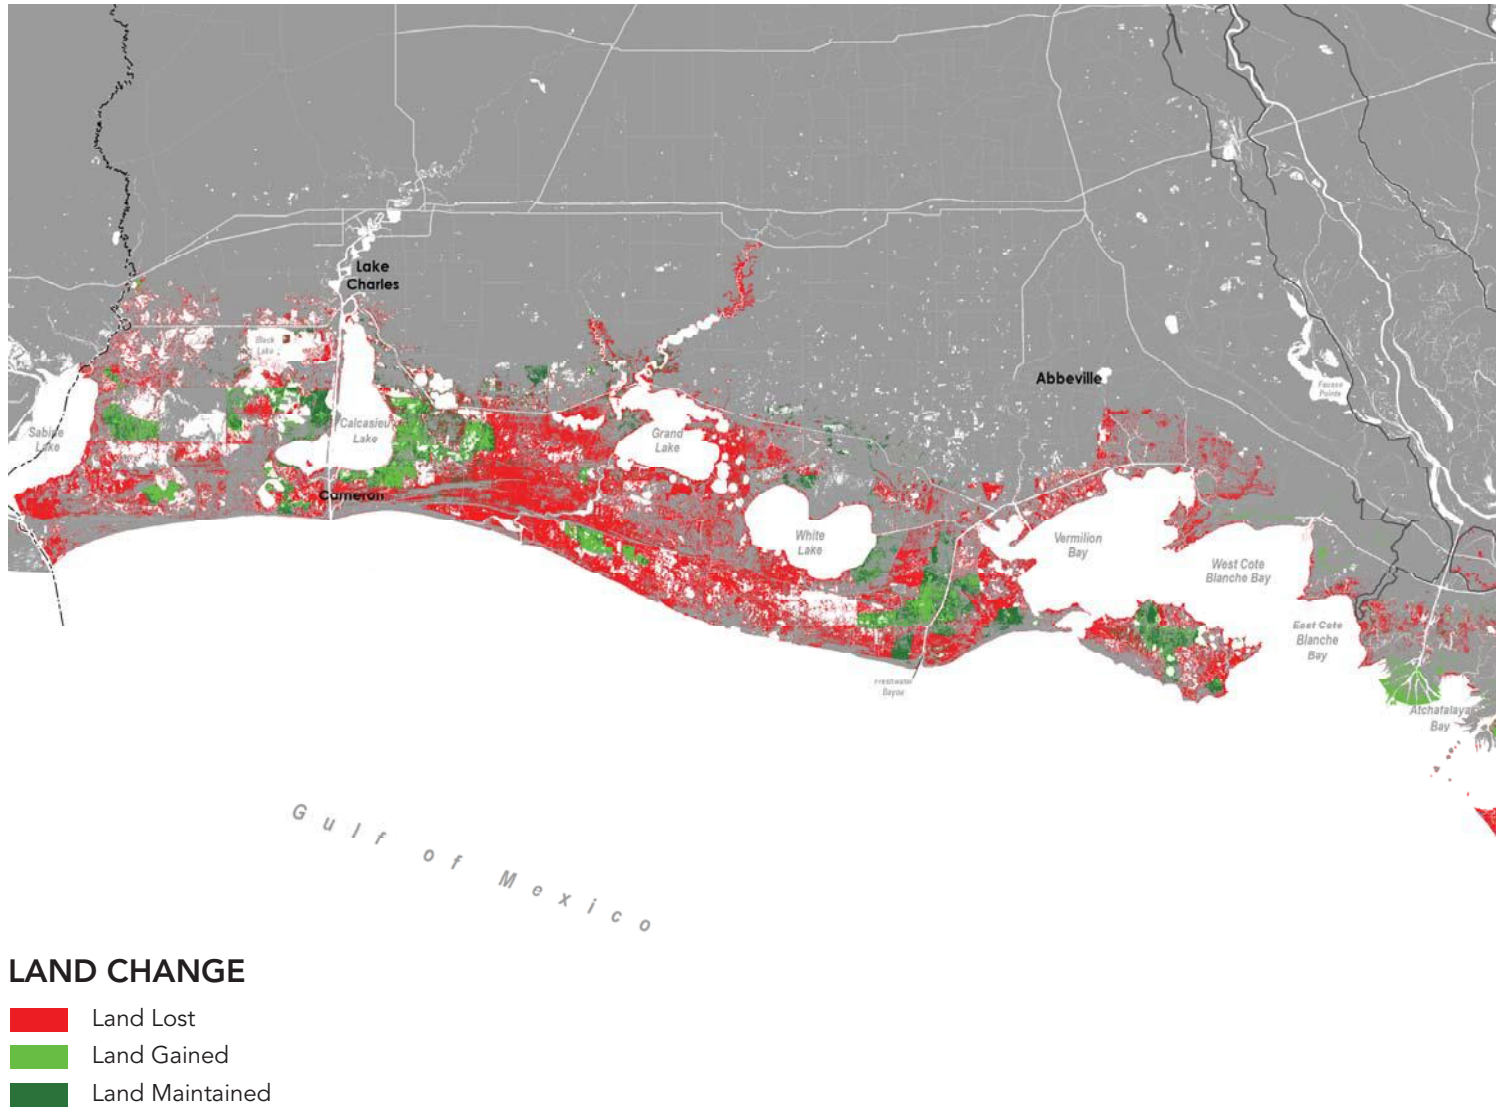 Lake
Charles
Black
Lake
Sabine
Lake
Calcasieu
Lake
Cameron
Grand
Lake
White
Lake
Abbeville
Fausse
Pointe
Vermilion
Bay
West Cote
Blanche Bay
East Cote
Blanche
Bay
Freshwater
Bayou
Atchafalaya
Bay
Gulf of Mexico
LAND CHANGE
Land Lost
Land Gained
Land Maintained